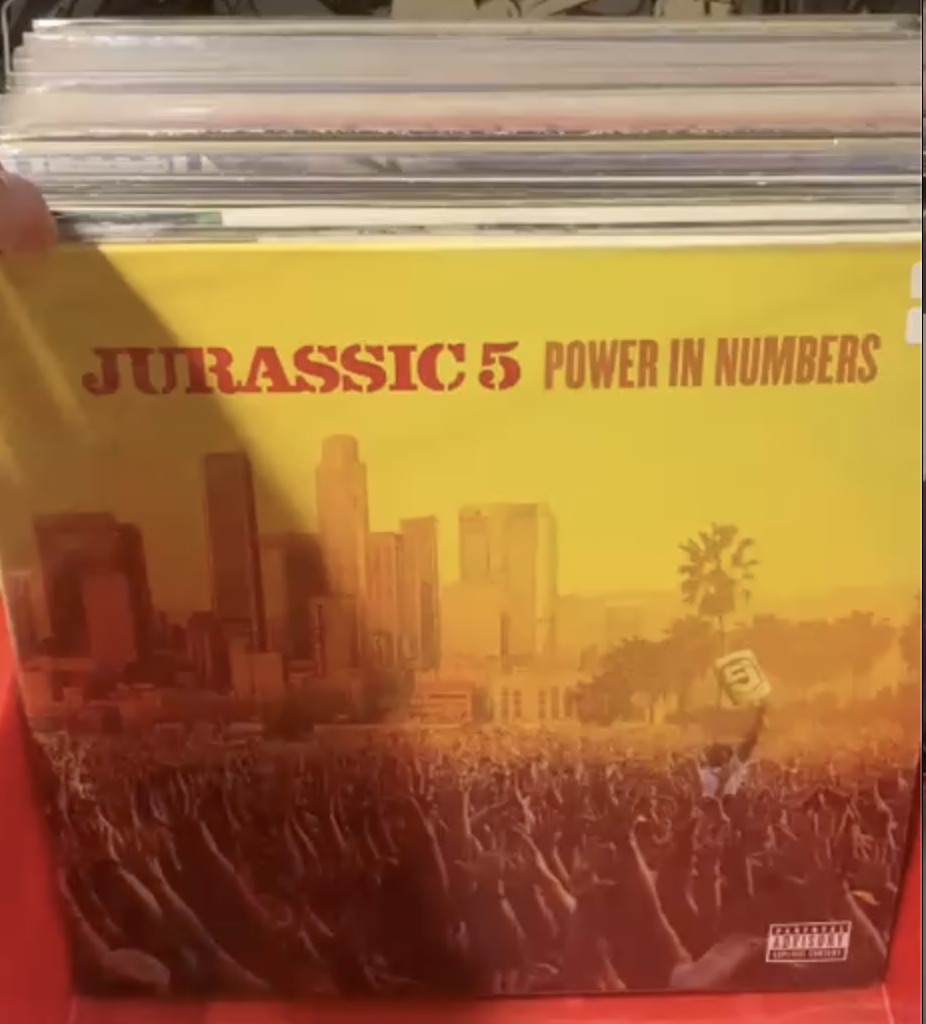 JURASSIC 5 POWER IN NUMBERS
5
PARENTAL
ADVISORY
EXPLICIT CONTENT